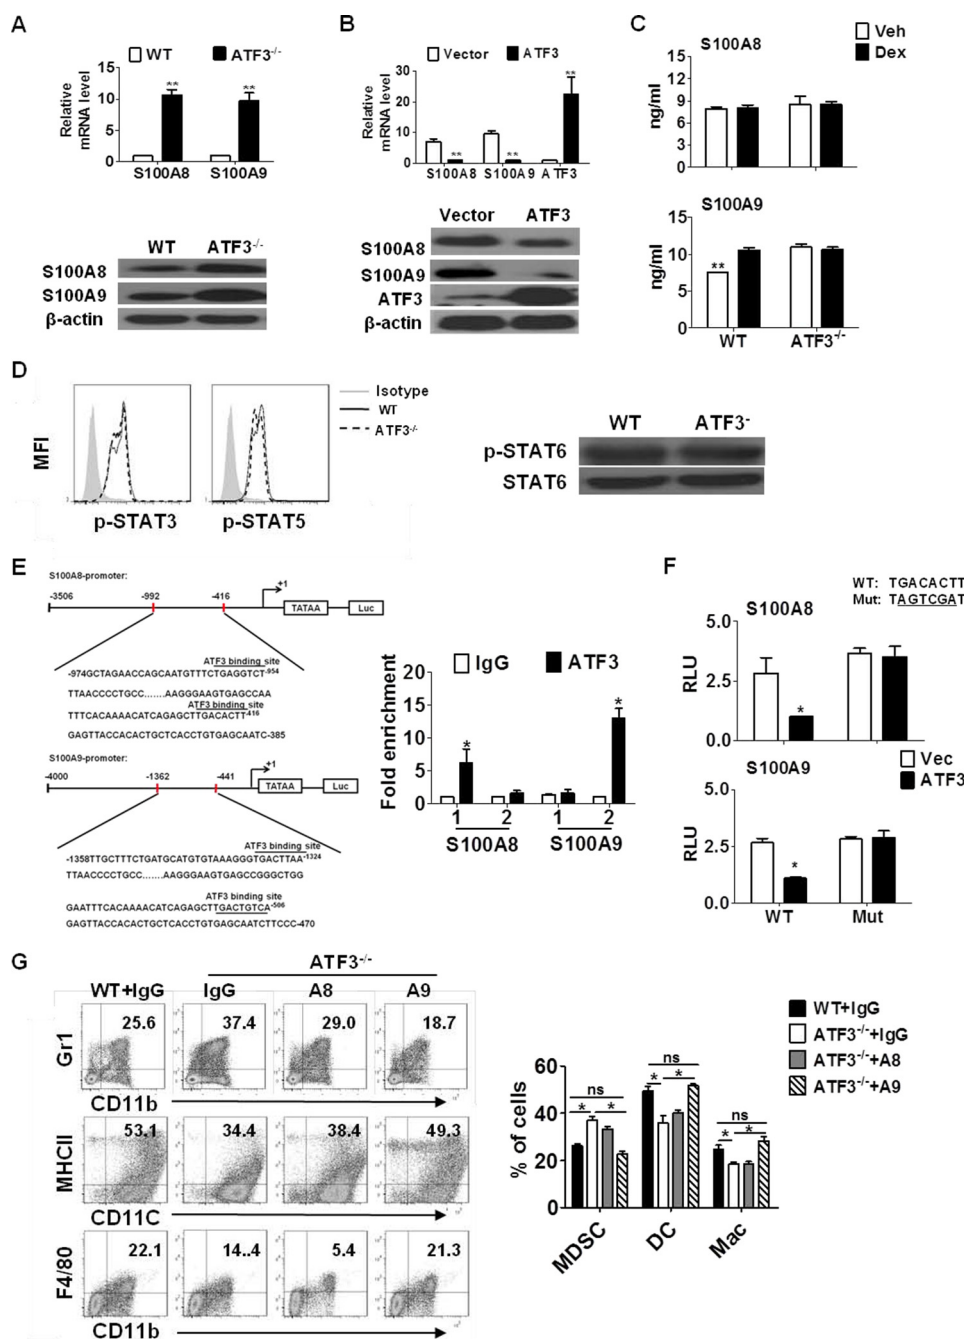 A
WT ATF3-/-
Relative mRNA level
15
10
5
0
** **
S100A8 S100A9
WT ATF3-/-
S100A8
S100A9
β-actin
B
Vector ATF3
Relative mRNA level
30
20
10
0
** ** **
S100A8 S100A9 ATF3
Vector ATF3
S100A8
S100A9
ATF3
β-actin
C
Veh
Dex
S100A8
ng/ml
15
12
9
6
3
0
S100A9
ng/ml
15
10
5
0
**
WT ATF3-/-
D
MFI
Isotype
WT
ATF3-/-
p-STAT3 p-STAT5
WT ATF3-
p-STAT6
STAT6
E
S100A8-promoter:
-3506 -992 -416 +1
TATAA Luc
ATF3 binding site
-974GCTAGAACCAGCAATGTTTCTGAGGTCT-954
TTAACCCCTGCC.......AAGGGAAGTGAGCCAA
ATF3 binding site
TTTCACAAAACATCAGAGCTTGACACTT-416
GAGTTACCACACTGCTCACCTGTGAGCAATC-385
S100A9-promoter:
-4000 -1362 -441 +1
TATAA Luc
ATF3 binding site
-1358TTGCTTTCTGATGCATGTGTAAAGGGTGACTTAA-1324
TTAACCCCTGCC.......AAGGGAAGTGAGCCGGGCTGG
ATF3 binding site
GAATTTCACAAAACATCAGAGCTTGACTGTCA-506
GAGTTACCACACTGCTCACCTGTGAGCAATCTTCCC-470
IgG ATF3
Fold enrichment
20
15
10
5
0
* *
1 2 1 2
S100A8 S100A9
F
WT: TGACACTT
Mut: TAGTCGAT
S100A8
RLU
5.0
2.5
0.0
*
Vec
ATF3
S100A9
RLU
5.0
2.5
0.0
*
WT Mut
G
ATF3-/-
WT+IgG IgG A8 A9
Gr1
25.6 37.4 29.0 18.7
CD11b
MHCII
53.1 34.4 38.4 49.3
CD11C
F4/80
22.1 14..4 5.4 21.3
CD11b
WT+IgG
ATF3-/-+IgG
ATF3-/-+A8
ATF3-/-+A9
% of cells
60
40
20
0
ns
* *
ns
* *
ns
* *
MDSC DC Mac